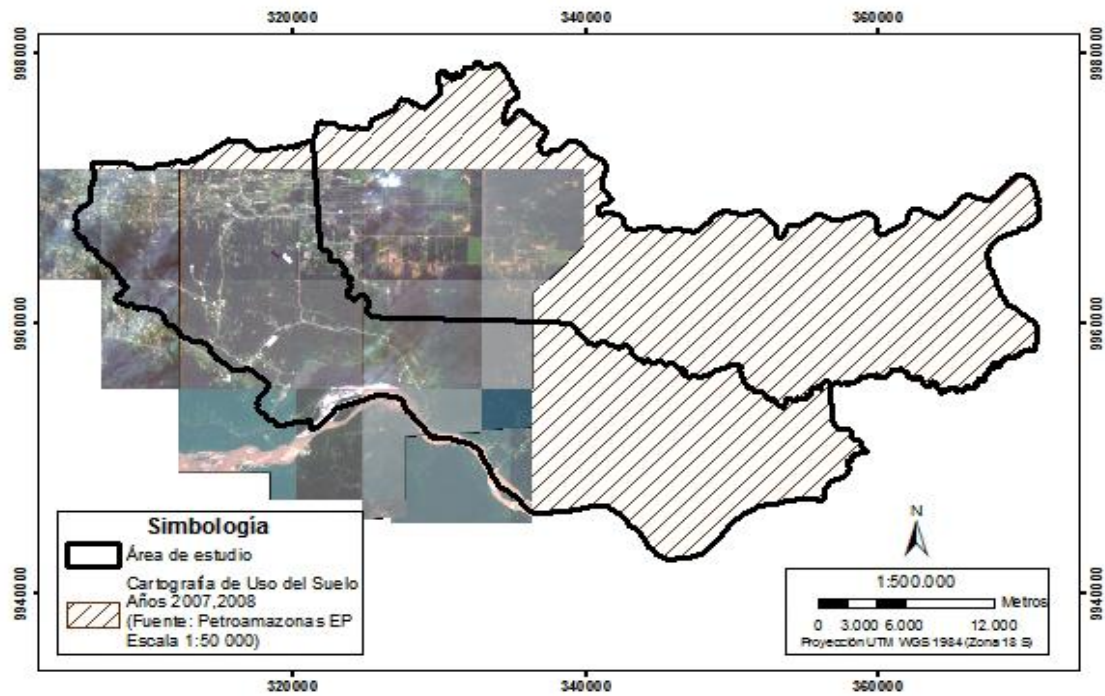 320000 340000 360000
9980000 9980000
9960000 9960000
9940000 9940000
Simbología
Área de estudio
Cartografía de Uso del Suelo
Años 2007,2008
(Fuente: Petroamazonas EP
Escala 1:50 000)
N
1:500.000
Metros
0 3.000 6.000 12.000
Proyección UTM WGS 1984 (Zona 18 S)
320000 340000 360000